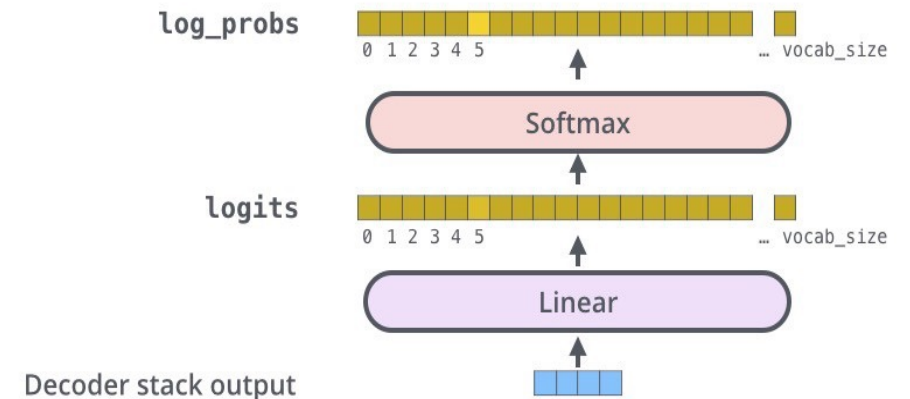 log_probs
0 1 2 3 4 5 … vocab_size
Softmax
logits
0 1 2 3 4 5 … vocab_size
Linear
Decoder stack output